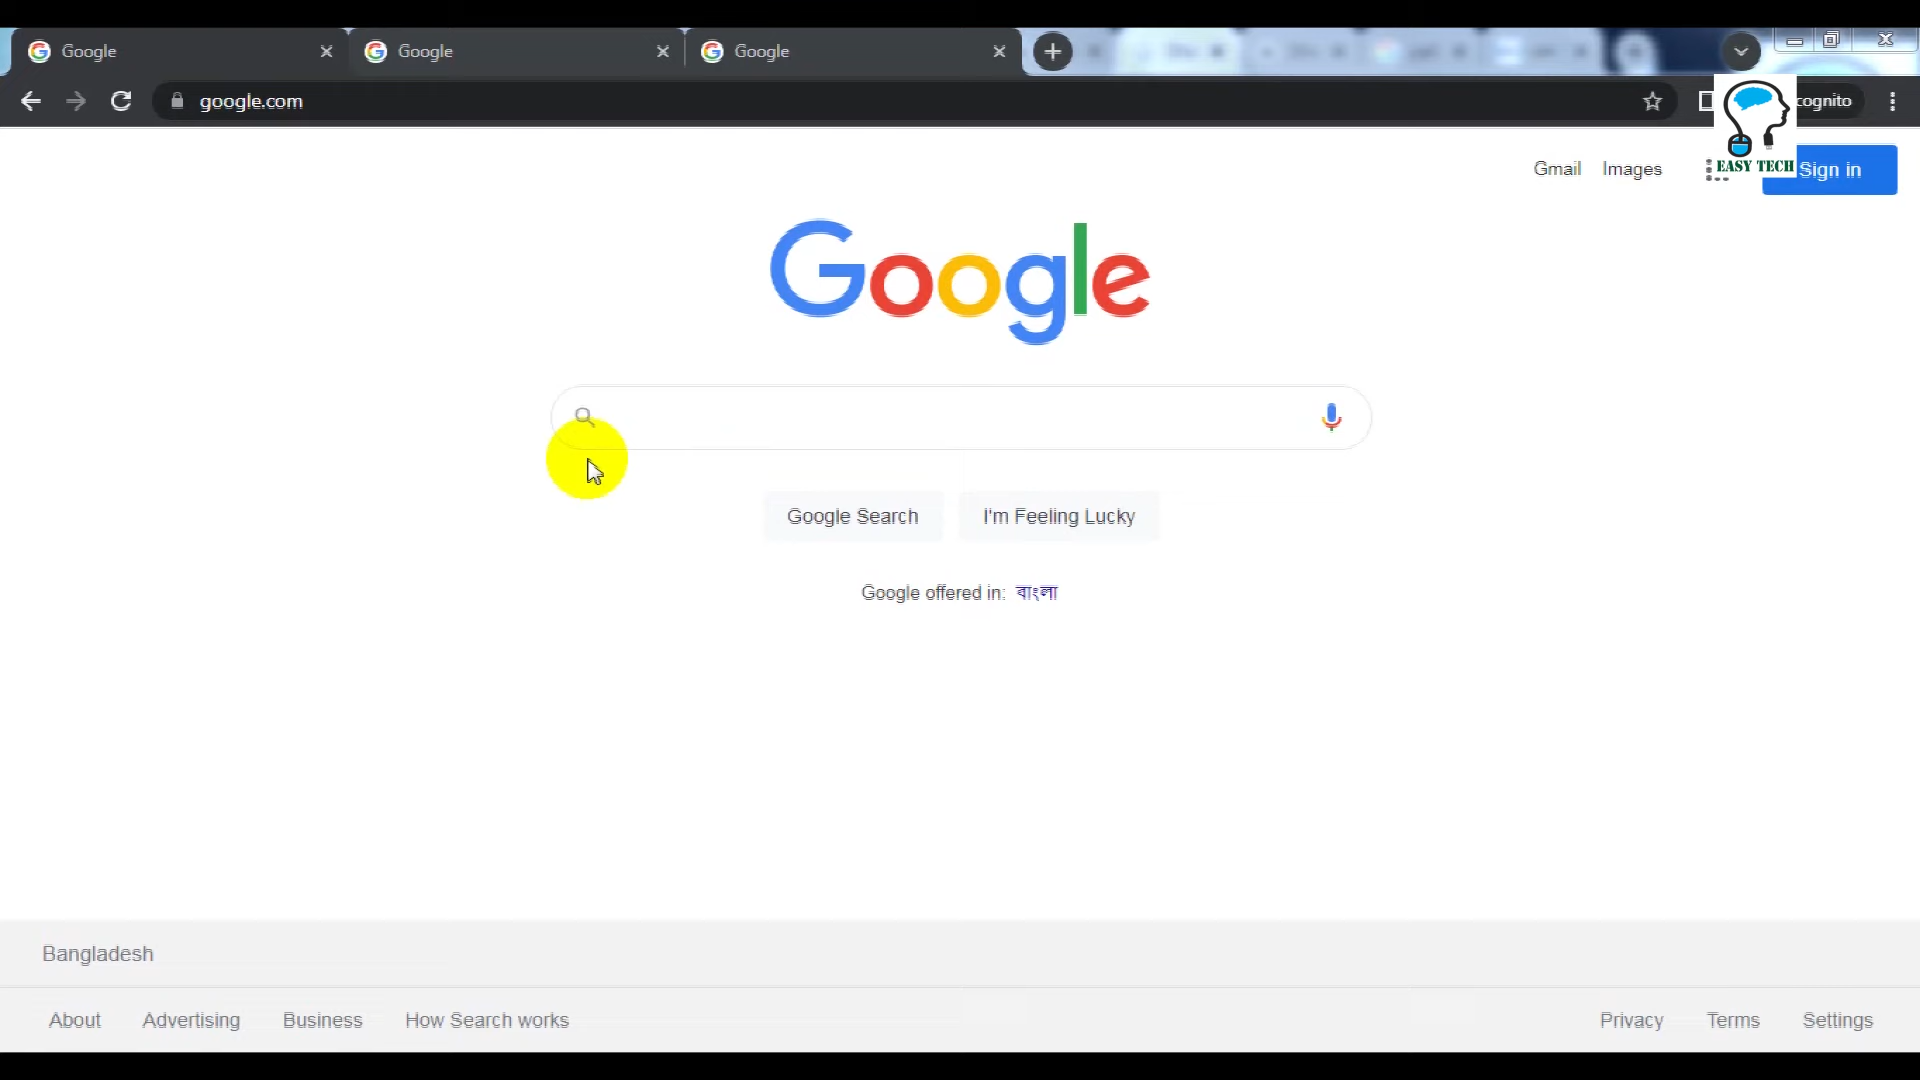 Google
Google
Google
google.com
cognito
Gmail
Images
EASY TECH
Sign in
Google
Google Search
I'm Feeling Lucky
Google offered in: বাংলা
Bangladesh
About
Advertising
Business
How Search works
Privacy
Terms
Settings